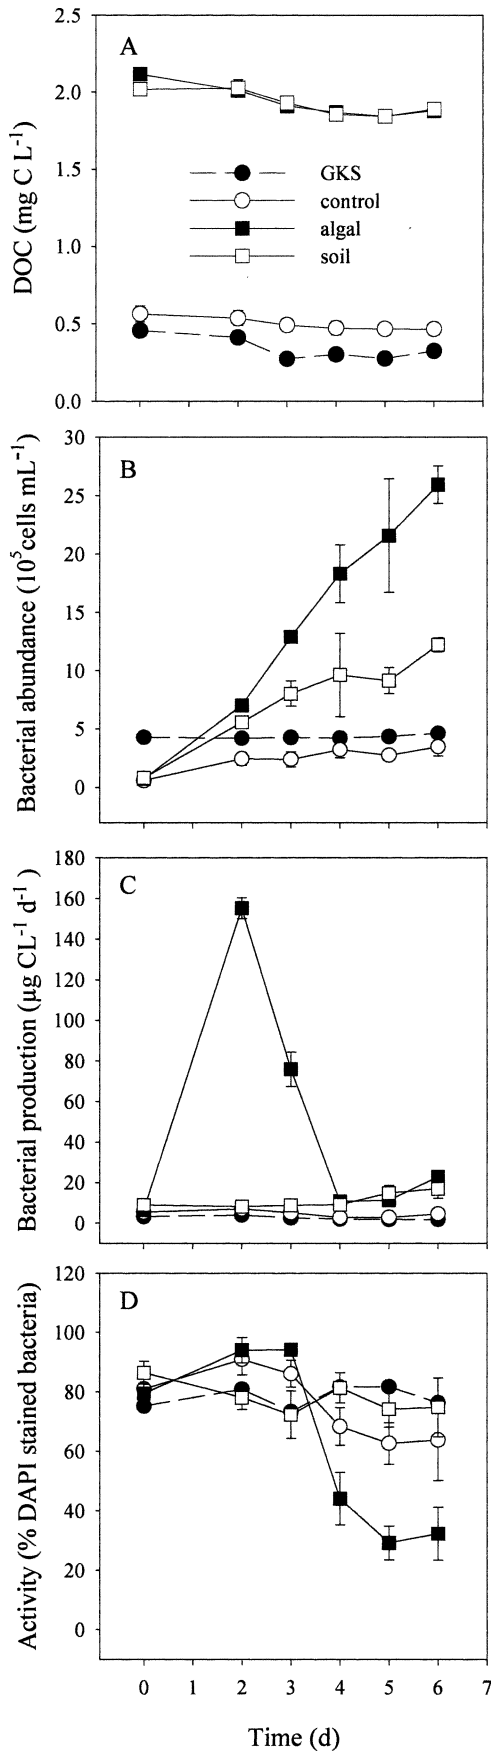 2.5
A
2.0
1.5
GKS
control
algal
soil
1.0
0.5
0.0
DOC (mg C L⁻¹)
30
B
25
20
15
10
5
0
Bacterial abundance (10⁵cells mL⁻¹)
180
C
160
140
120
100
80
60
40
20
0
Bacterial production (µg CL⁻¹ d⁻¹)
120
D
100
80
60
40
20
0
Activity (% DAPI stained bacteria)
0 1 2 3 4 5 6 7
Time (d)